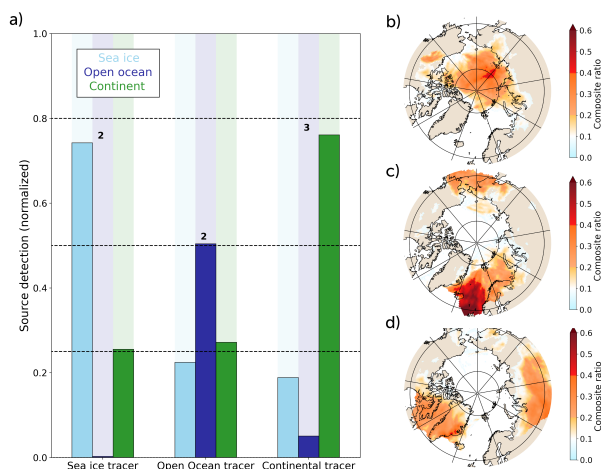 a)
Source detection (normalized)
1.0
0.8
0.6
0.4
0.2
0.0
Sea ice
Open ocean
Continent
2
2
3
Sea ice tracer
Open Ocean tracer
Continental tracer
b)
0.6
0.5
0.4
0.3
0.2
0.1
0.0
Composite ratio
c)
0.6
0.5
0.4
0.3
0.2
0.1
0.0
Composite ratio
d)
0.6
0.5
0.4
0.3
0.2
0.1
0.0
Composite ratio